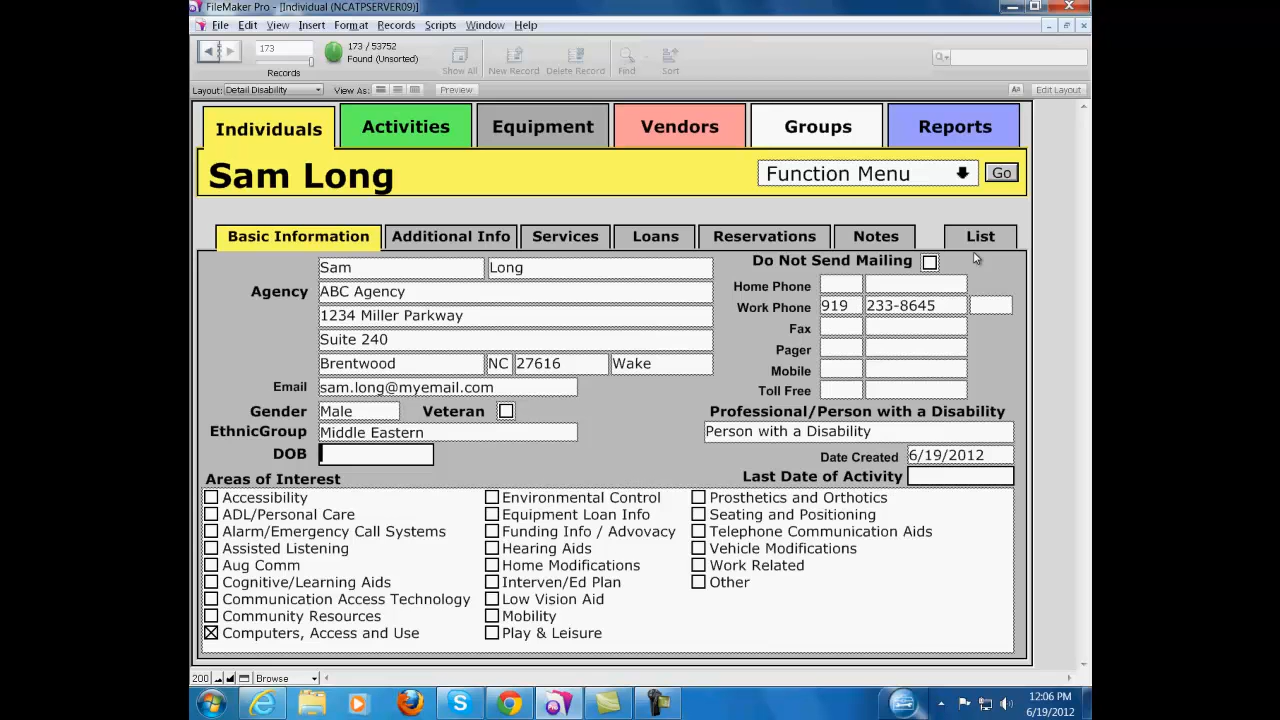 FileMaker Pro - [Individual (NCATPSERVER09)]
File Edit View Insert Format Records Scripts Window Help
173
173 / 53752
Found (Unsorted)
Records
Show All New Record Delete Record Find Sort
Layout: Detail Disability View As: Preview Edit Layout
Individuals Activities Equipment Vendors Groups Reports
Sam Long Function Menu Go
Basic Information Additional Info Services Loans Reservations Notes List
Sam Long
Agency ABC Agency
1234 Miller Parkway
Suite 240
Brentwood NC 27616 Wake
Email sam.long@myemail.com
Gender Male Veteran
EthnicGroup Middle Eastern
DOB
Do Not Send Mailing
Home Phone
Work Phone 919 233-8645
Fax
Pager
Mobile
Toll Free
Professional/Person with a Disability
Person with a Disability
Date Created 6/19/2012
Last Date of Activity
Areas of Interest
Accessibility
ADL/Personal Care
Alarm/Emergency Call Systems
Assisted Listening
Aug Comm
Cognitive/Learning Aids
Communication Access Technology
Community Resources
Computers, Access and Use
Environmental Control
Equipment Loan Info
Funding Info / Advovacy
Hearing Aids
Home Modifications
Interven/Ed Plan
Low Vision Aid
Mobility
Play & Leisure
Prosthetics and Orthotics
Seating and Positioning
Telephone Communication Aids
Vehicle Modifications
Work Related
Other
200 Browse
12:06 PM
6/19/2012